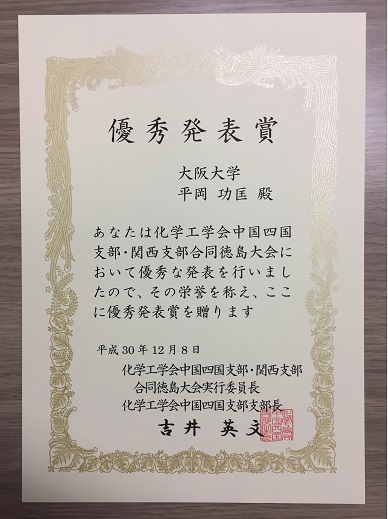 優秀発表賞
大阪大学
平岡 功匡 殿
あなたは化学工学会中国四国
支部・関西支部合同徳島大会に
おいて優秀な発表を行いまし
たので、その栄誉を称え、ここ
に優秀発表賞を贈ります
平成30年12月8日
化学工学会中国四国支部・関西支部
合同徳島大会実行委員長
化学工学会中国四国支部支部長
吉井 英文